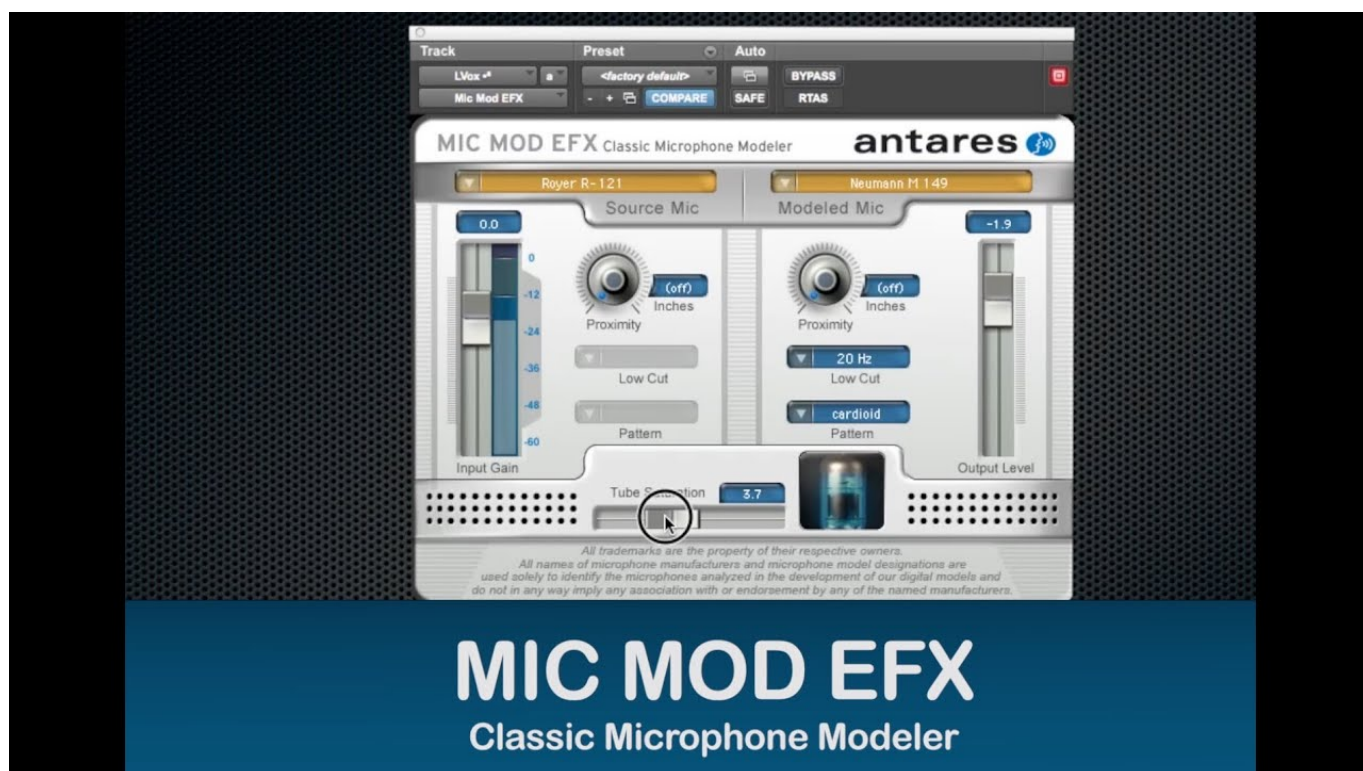 Track Preset Auto
LVox a <factory default> BYPASS
Mic Mod EFX - + COMPARE SAFE RTAS
MIC MOD EFX Classic Microphone Modeler antares
Royer R-121 Neumann M 149
Source Mic Modeled Mic
0.0 -1.9
0
-12
-24
-36
-48
-60
(off) (off)
Inches Inches
Proximity Proximity
20 Hz
Low Cut Low Cut
cardioid
Pattern Pattern
Input Gain Output Level
Tube Saturation 3.7
All trademarks are the property of their respective owners.
All names of microphone manufacturers and microphone model designations are
used solely to identify the microphones analyzed in the development of our digital models and
do not in any way imply any association with or endorsement by any of the named manufacturers.
MIC MOD EFX
Classic Microphone Modeler